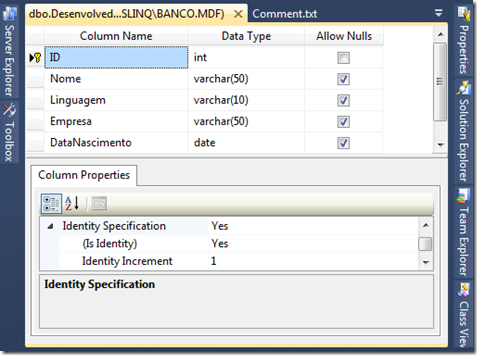 dbo.Desenvolved...SLINQ\BANCO.MDF) X Comment.txt
Server Explorer
Toolbox
Column Name Data Type Allow Nulls
ID int
Nome varchar(50)
Linguagem varchar(10)
Empresa varchar(50)
DataNascimento date
Column Properties
Identity Specification Yes
(Is Identity) Yes
Identity Increment 1
Identity Specification
Properties
Solution Explorer
Team Explorer
Class View